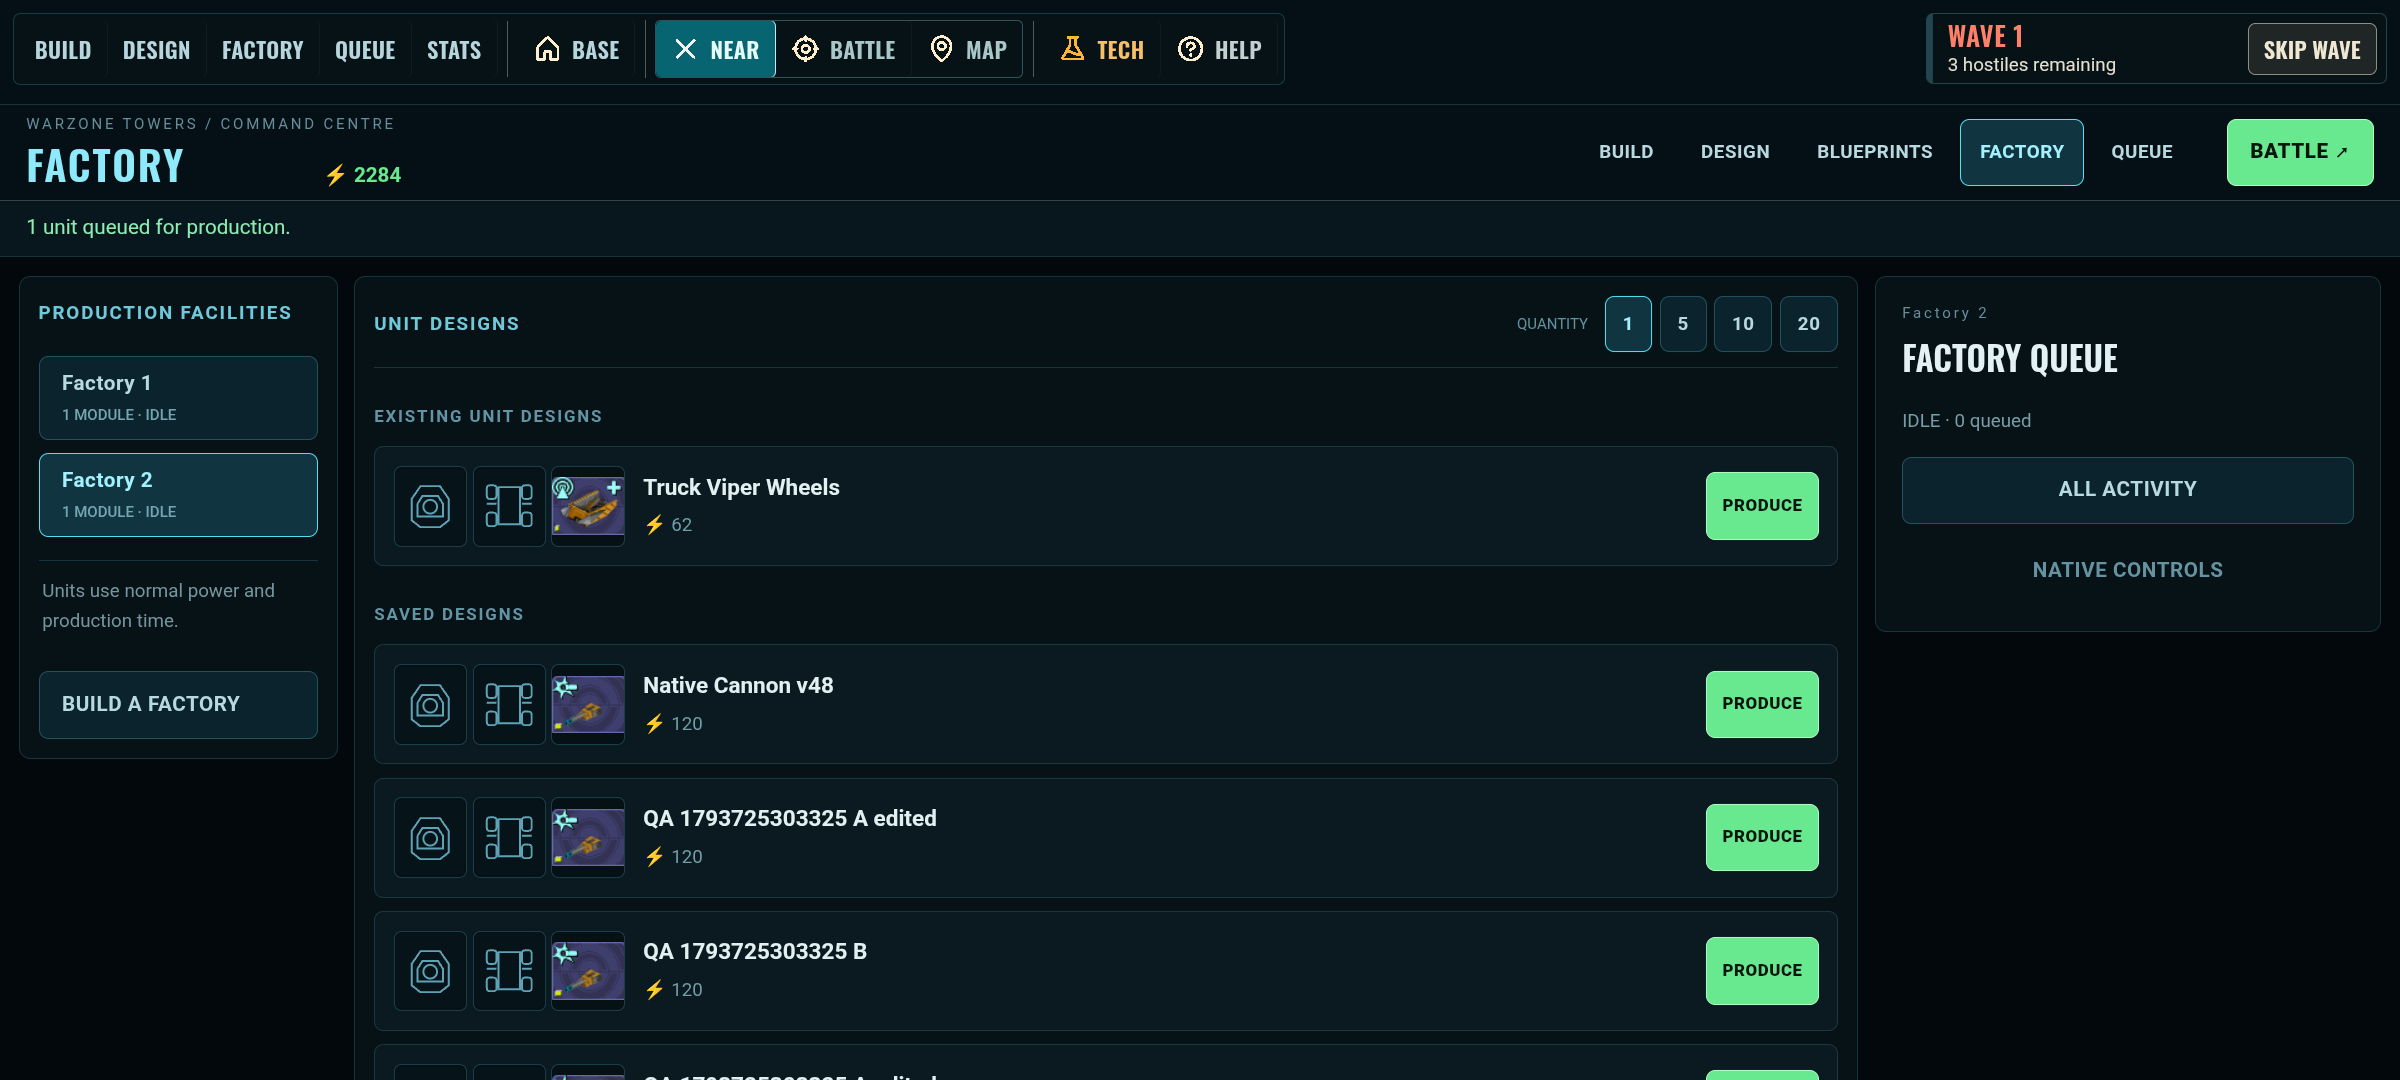 BUILD DESIGN FACTORY QUEUE STATS BASE NEAR BATTLE MAP TECH HELP
WAVE 1
3 hostiles remaining
SKIP WAVE
WARZONE TOWERS / COMMAND CENTRE
FACTORY
⚡ 2284
BUILD DESIGN BLUEPRINTS FACTORY QUEUE BATTLE ↗
1 unit queued for production.
PRODUCTION FACILITIES
Factory 1
1 MODULE · IDLE
Factory 2
1 MODULE · IDLE
Units use normal power and
production time.
BUILD A FACTORY
UNIT DESIGNS
QUANTITY 1 5 10 20
EXISTING UNIT DESIGNS
Truck Viper Wheels
⚡ 62
PRODUCE
SAVED DESIGNS
Native Cannon v48
⚡ 120
PRODUCE
QA 1793725303325 A edited
⚡ 120
PRODUCE
QA 1793725303325 B
⚡ 120
PRODUCE
Factory 2
FACTORY QUEUE
IDLE · 0 queued
ALL ACTIVITY
NATIVE CONTROLS